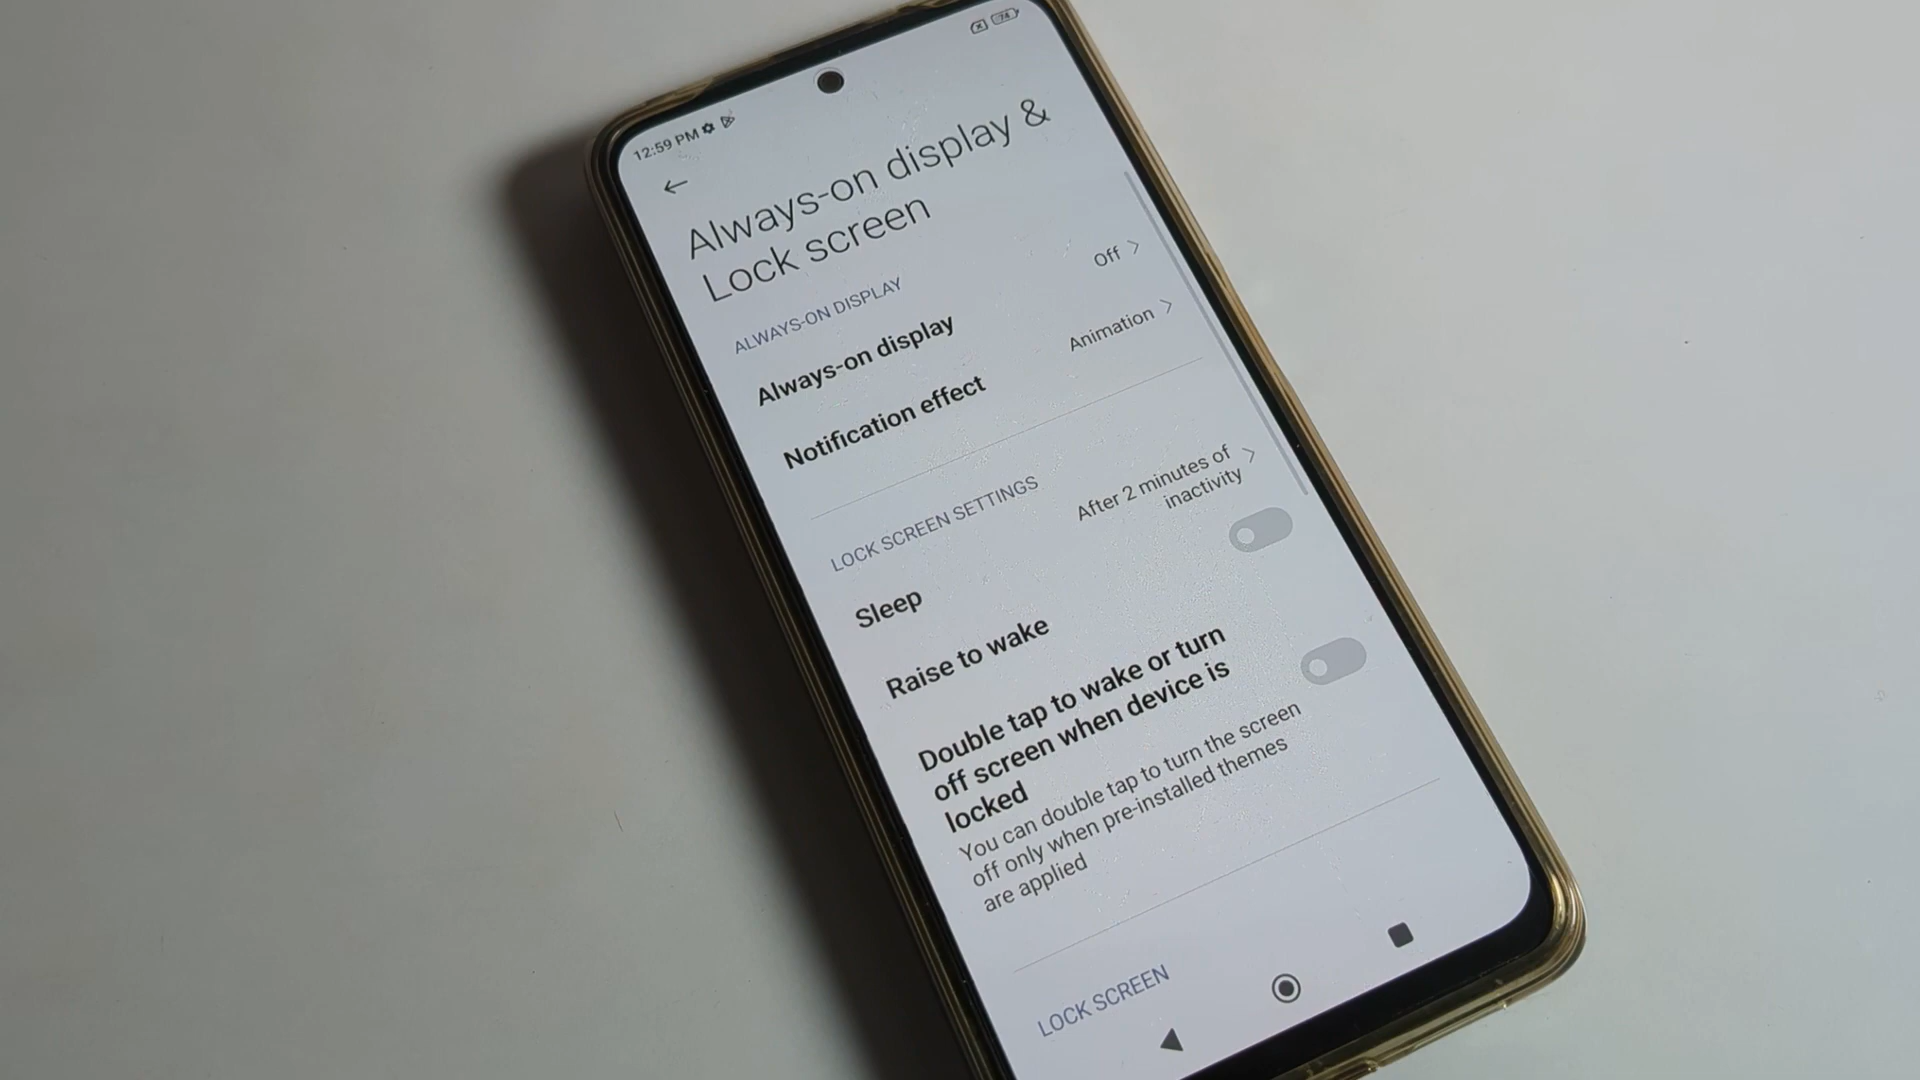 74
12:59 PM
Always-on display &
Lock screen
ALWAYS-ON DISPLAY
Always-on display
Off
Notification effect
Animation
LOCK SCREEN SETTINGS
Sleep
After 2 minutes of
inactivity
Raise to wake
Double tap to wake or turn
off screen when device is
locked
You can double tap to turn the screen
off only when pre-installed themes
are applied
LOCK SCREEN